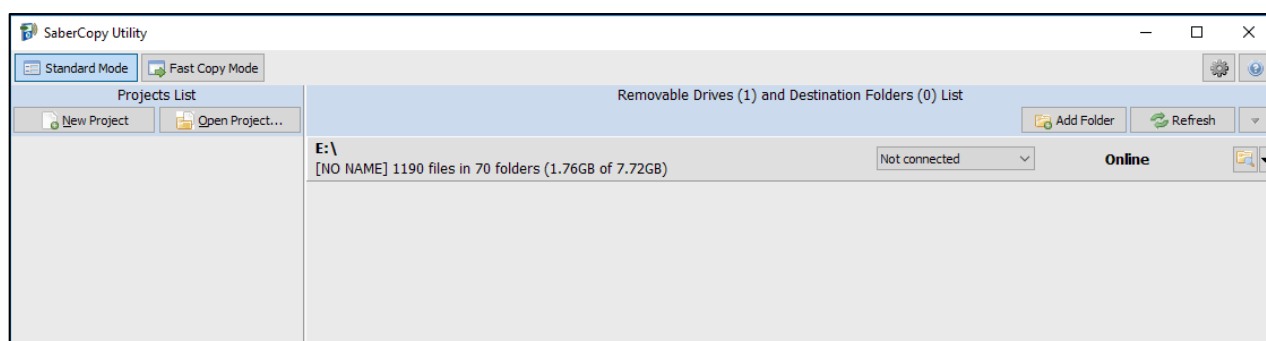 SaberCopy Utility
Standard Mode Fast Copy Mode
Projects List Removable Drives (1) and Destination Folders (0) List
New Project Open Project... Add Folder Refresh
E:\
[NO NAME] 1190 files in 70 folders (1.76GB of 7.72GB) Not connected Online